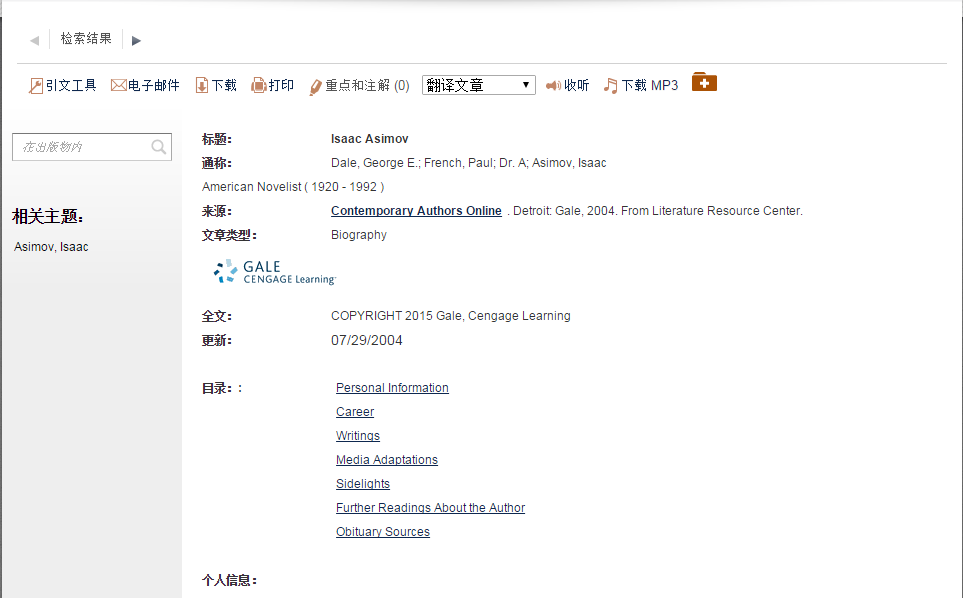 检索结果
引文工具 电子邮件 下载 打印 重点和注解 (0) 翻译文章 收听 下载 MP3
在出版物内
相关主题:
Asimov, Isaac
标题: Isaac Asimov
通称: Dale, George E.; French, Paul; Dr. A; Asimov, Isaac
American Novelist ( 1920 - 1992 )
来源: Contemporary Authors Online . Detroit: Gale, 2004. From Literature Resource Center.
文章类型: Biography
GALE
CENGAGE Learning™
全文: COPYRIGHT 2015 Gale, Cengage Learning
更新: 07/29/2004
目录: : Personal Information
Career
Writings
Media Adaptations
Sidelights
Further Readings About the Author
Obituary Sources
个人信息: